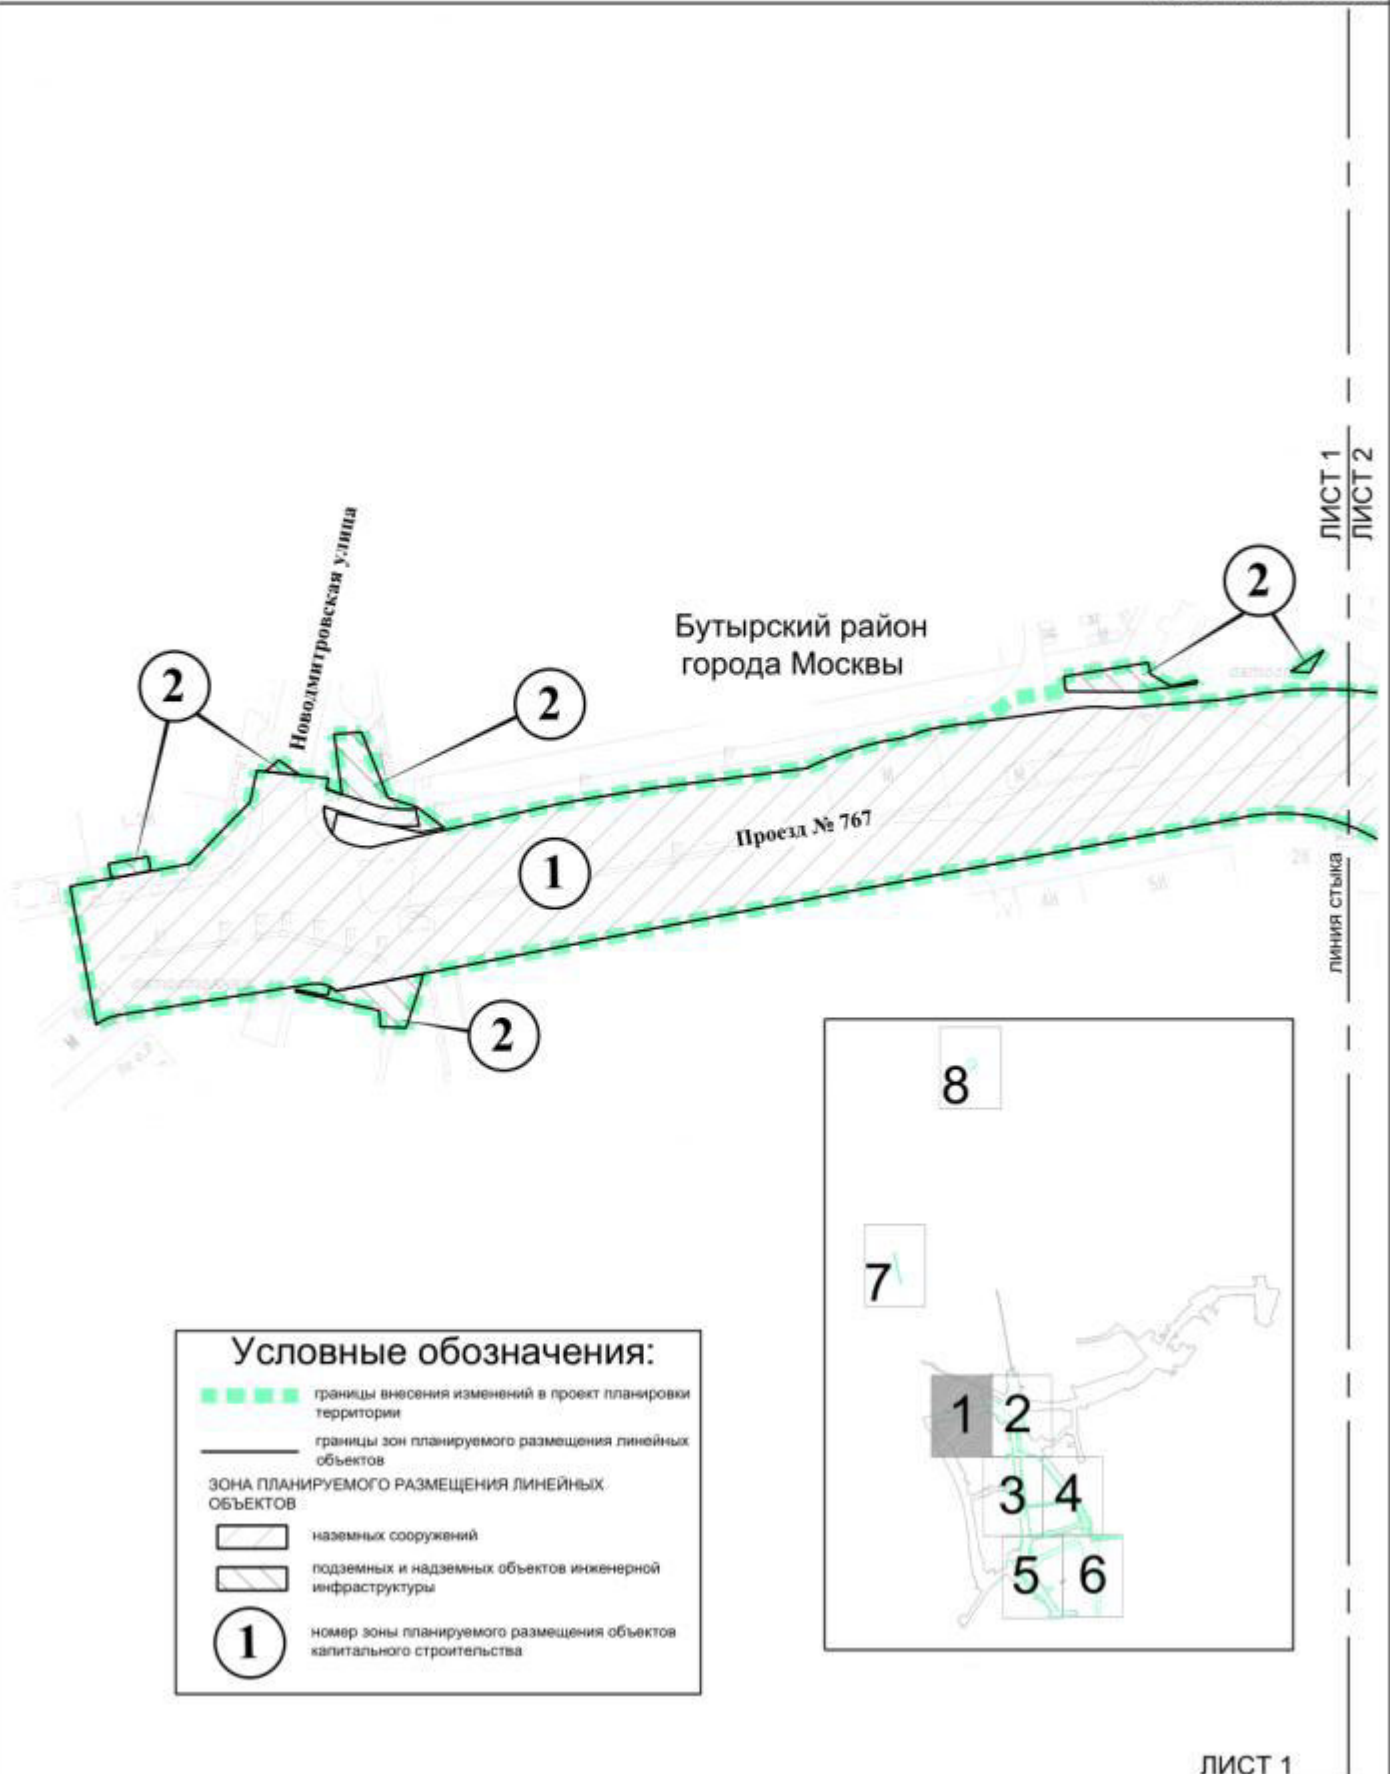 ЛИСТ 1
ЛИСТ 2
Новодмитровская улица
2
Бутырский район
города Москвы
2
2
Проезд № 767
1
2
линия стыка
58
48
28
М
8
7
1
2
3
4
5
6
Условные обозначения:
границы внесения изменений в проект планировки
территории
границы зон планируемого размещения линейных
объектов
ЗОНА ПЛАНИРУЕМОГО РАЗМЕЩЕНИЯ ЛИНЕЙНЫХ
ОБЪЕКТОВ
наземных сооружений
подземных и надземных объектов инженерной
инфраструктуры
1
номер зоны планируемого размещения объектов
капитального строительства
ЛИСТ 1